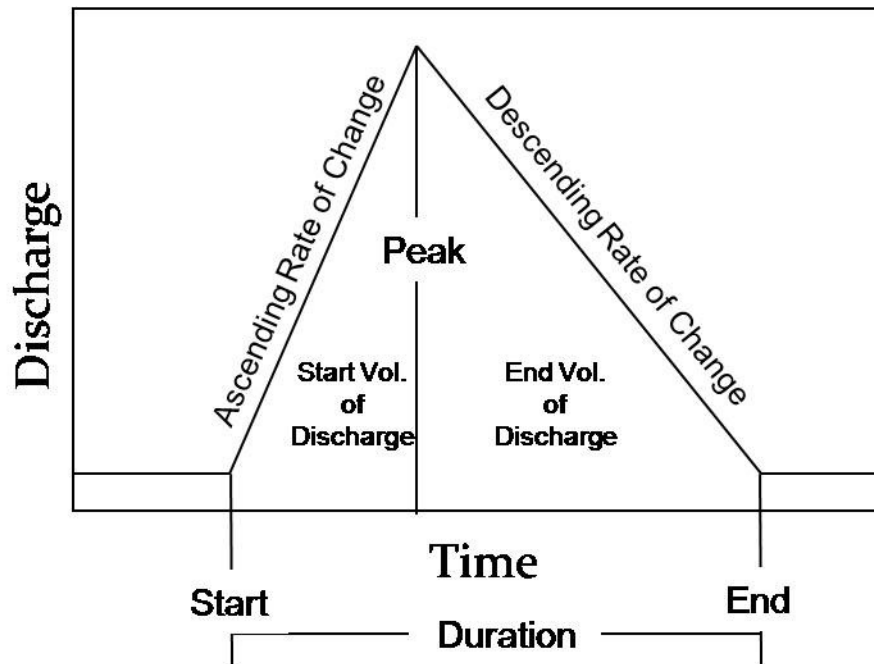 Discharge
Ascending Rate of Change
Descending Rate of Change
Peak
Start Vol.
of
Discharge
End Vol.
of
Discharge
Time
Start
End
Duration